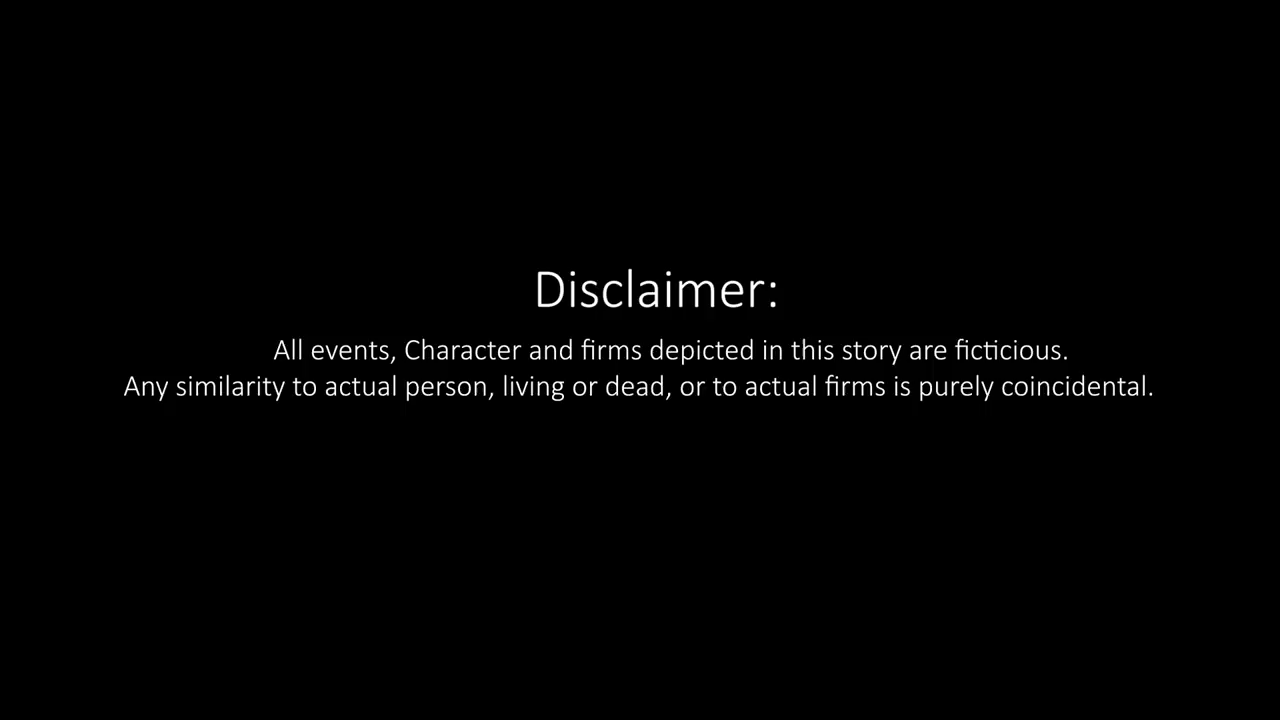 Disclaimer:
All events, Character and firms depicted in this story are ficticious.
Any similarity to actual person, living or dead, or to actual firms is purely coincidental.